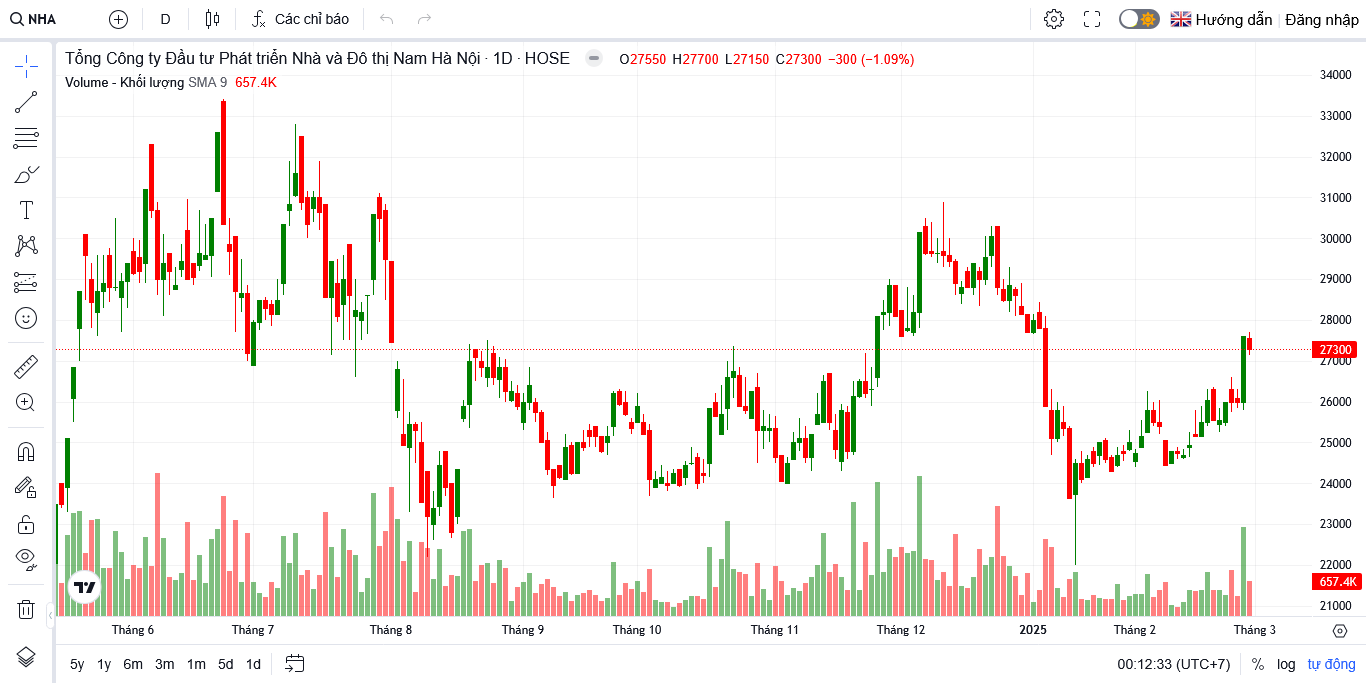 NHA D Các chỉ báo Hướng dẫn Đăng nhập
Tổng Công ty Đầu tư Phát triển Nhà và Đô thị Nam Hà Nội · 1D · HOSE O27550 H27700 L27150 C27300 −300 (−1.09%)
Volume - Khối lượng SMA 9 657.4K
34000
33000
32000
31000
30000
29000
28000
27300
27000
26000
25000
24000
23000
22000
657.4K
21000
Tháng 6 Tháng 7 Tháng 8 Tháng 9 Tháng 10 Tháng 11 Tháng 12 2025 Tháng 2 Tháng 3
5y 1y 6m 3m 1m 5d 1d 00:12:33 (UTC+7) % log tự động